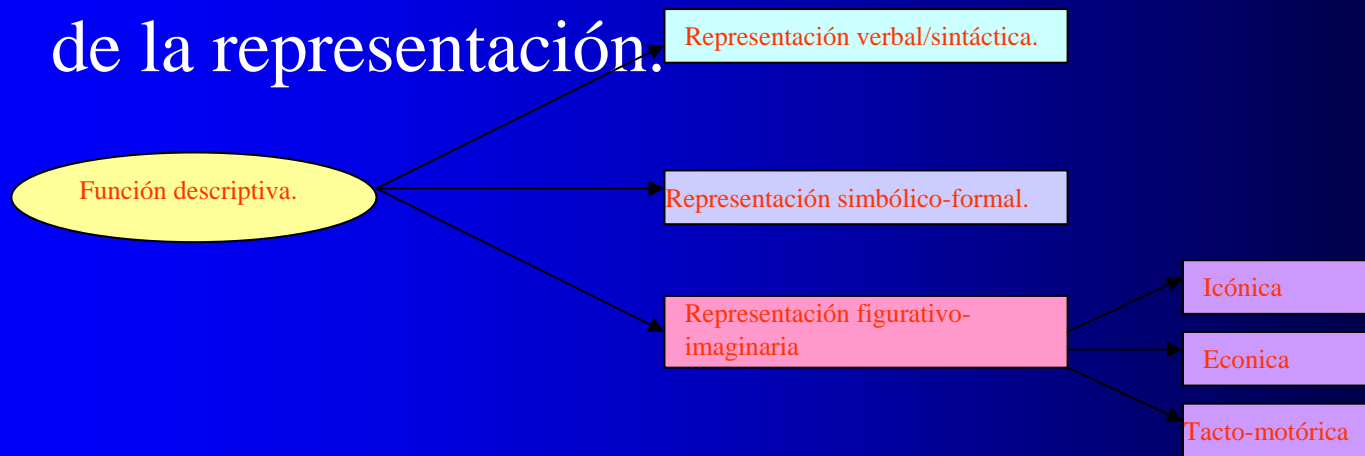 de la representación.
Representación verbal/sintáctica.
Función descriptiva.
Representación simbólico-formal.
Representación figurativo-
imaginaria
Icónica
Econica
Tacto-motórica